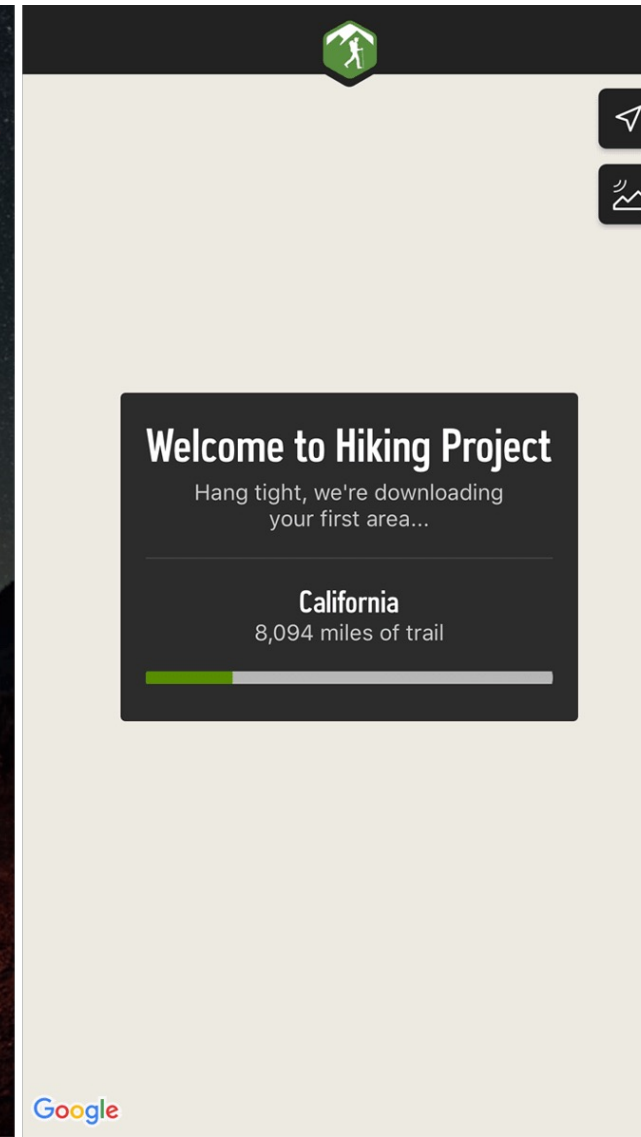 Welcome to Hiking Project
Hang tight, we're downloading
your first area...
California
8,094 miles of trail
Google